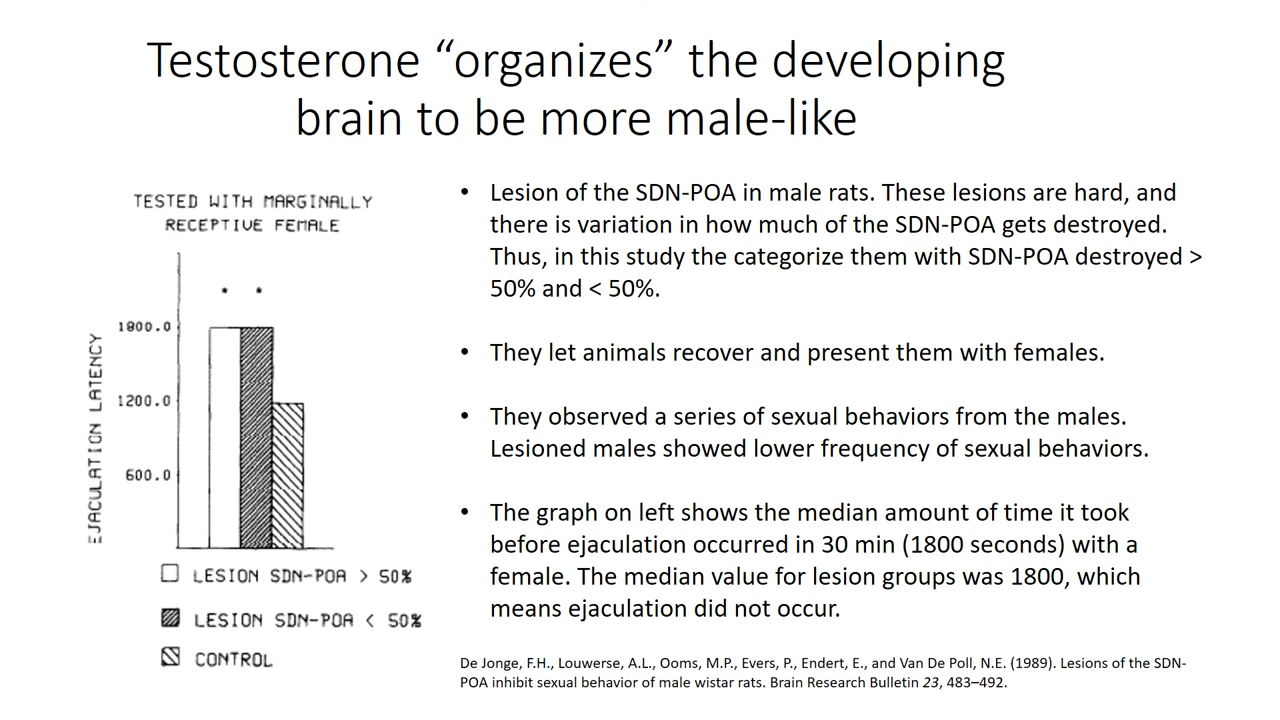 Testosterone “organizes” the developing
brain to be more male-like
TESTED WITH MARGINALLY
RECEPTIVE FEMALE
* *
EJACULATION LATENCY
1800.0
1200.0
600.0
LESION SDN-POA > 50%
LESION SDN-POA < 50%
CONTROL
• Lesion of the SDN-POA in male rats. These lesions are hard, and
there is variation in how much of the SDN-POA gets destroyed.
Thus, in this study the categorize them with SDN-POA destroyed >
50% and < 50%.
• They let animals recover and present them with females.
• They observed a series of sexual behaviors from the males.
Lesioned males showed lower frequency of sexual behaviors.
• The graph on left shows the median amount of time it took
before ejaculation occurred in 30 min (1800 seconds) with a
female. The median value for lesion groups was 1800, which
means ejaculation did not occur.
De Jonge, F.H., Louwerse, A.L., Ooms, M.P., Evers, P., Endert, E., and Van De Poll, N.E. (1989). Lesions of the SDN-
POA inhibit sexual behavior of male wistar rats. Brain Research Bulletin 23, 483–492.